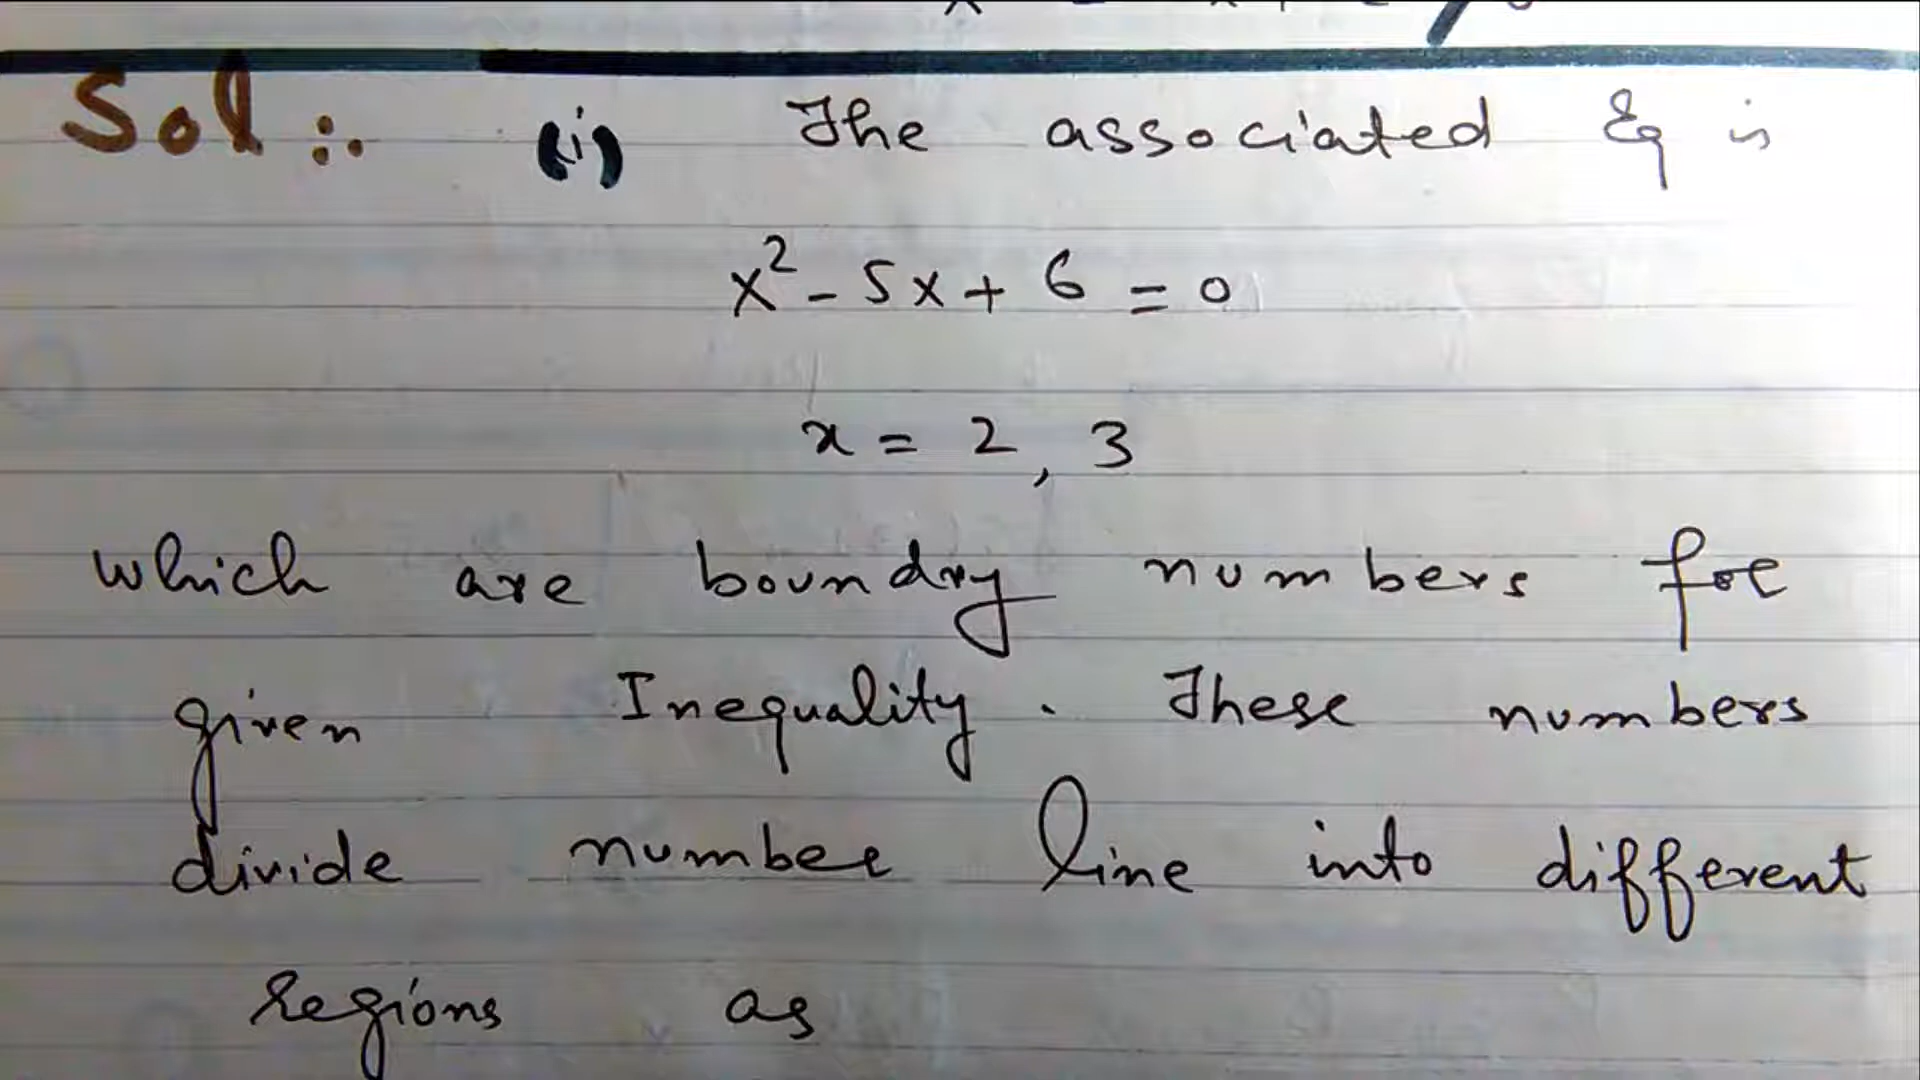 Sol :. (i) The associated Eq is
x² - 5x + 6 = 0
x = 2, 3
which are boundry numbers for
given Inequality. These numbers
divide number line into different
regions as